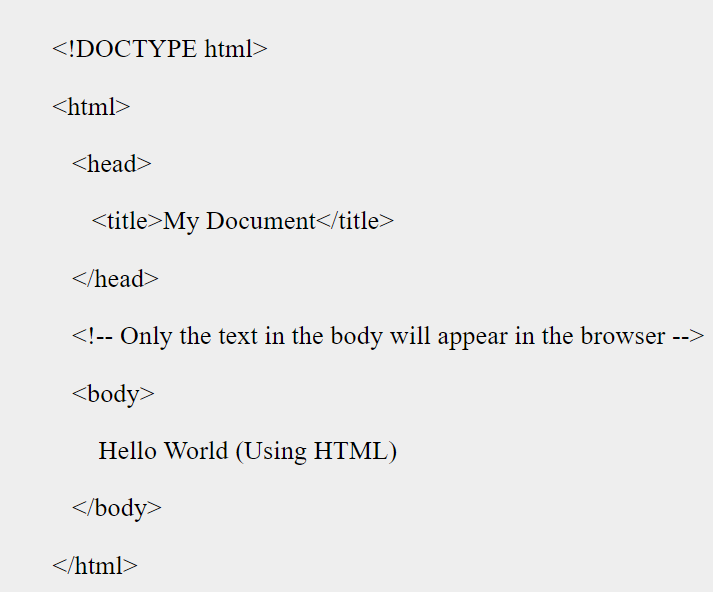 <!DOCTYPE html>
<html>
<head>
<title>My Document</title>
</head>
<!-- Only the text in the body will appear in the browser -->
<body>
Hello World (Using HTML)
</body>
</html>